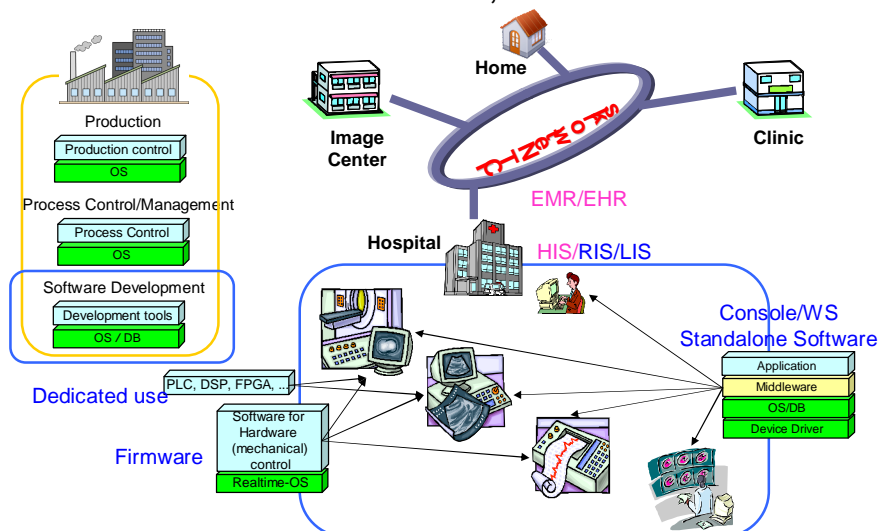 Home
Image
Center
Clinic
Production
Production control
OS
EMR/EHR
Process Control/Management
Process Control
OS
Hospital
HIS/RIS/LIS
Software Development
Development tools
OS / DB
Console/WS
Standalone Software
Application
Middleware
OS/DB
Device Driver
PLC, DSP, FPGA, ...
Dedicated use
Software for
Hardware
(mechanical)
control
Firmware
Realtime-OS